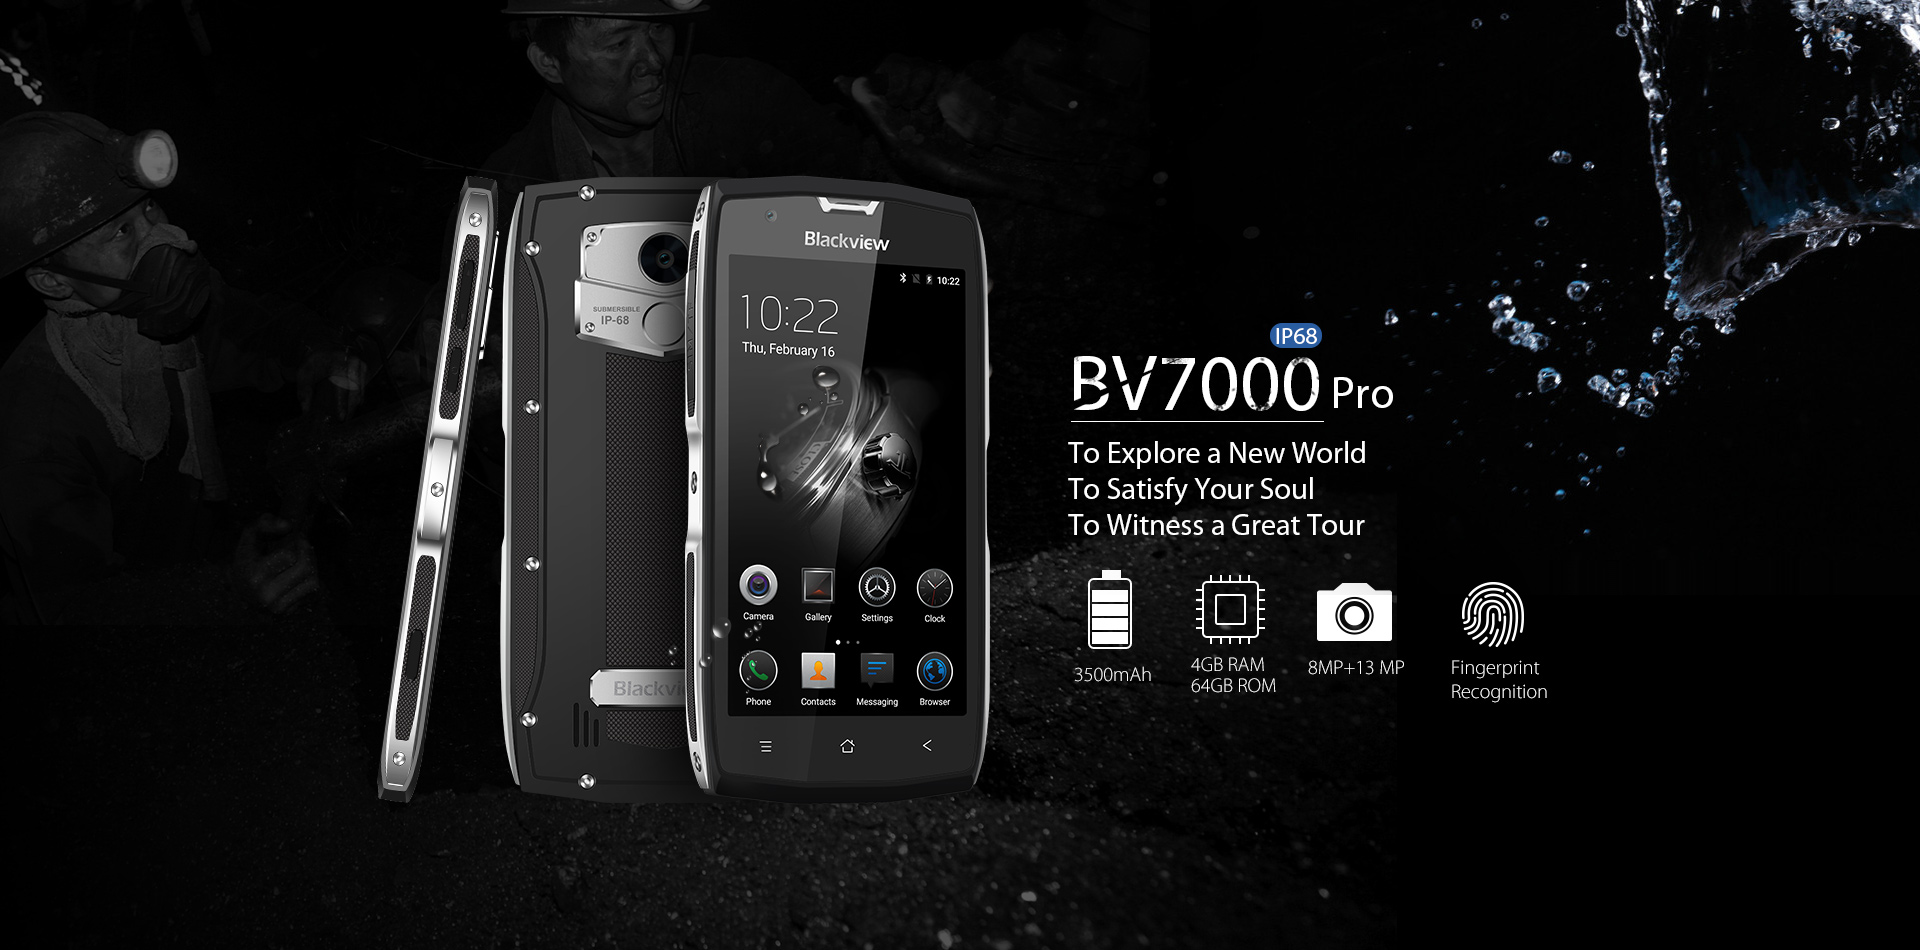 SUBMERSIBLE
IP-68
Blackvi
Blackview
10:22
10:22
Thu, February 16
Camera
Gallery
Settings
Clock
Phone
Contacts
Messaging
Browser
IP68
BV7000 Pro
To Explore a New World
To Satisfy Your Soul
To Witness a Great Tour
3500mAh
4GB RAM
64GB ROM
8MP+13 MP
Fingerprint
Recognition